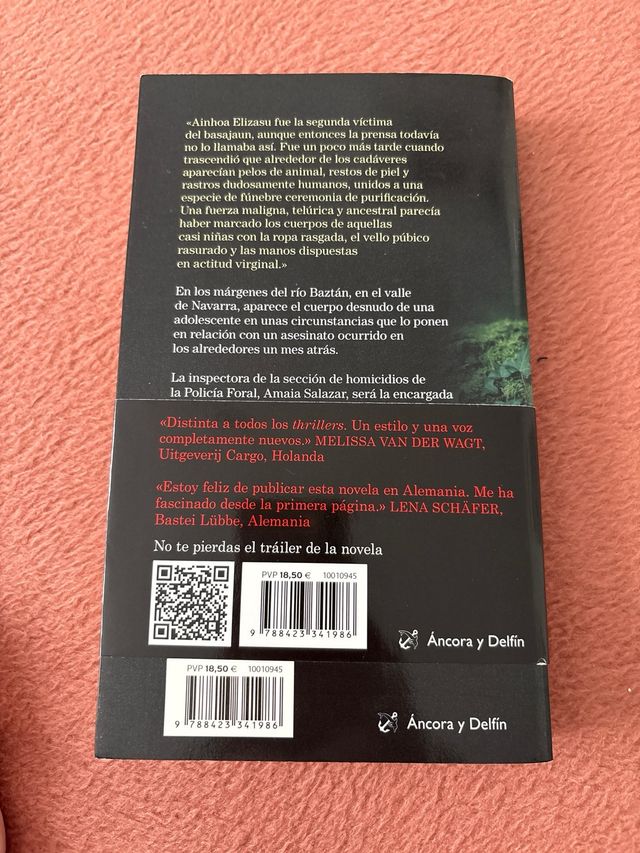 «Ainhoa Elizasu fue la segunda víctima
del basajaun, aunque entonces la prensa todavía
no lo llamaba así. Fue un poco más tarde cuando
trascendió que alrededor de los cadáveres
aparecían pelos de animal, restos de piel y
rastros dudosamente humanos, unidos a una
especie de fúnebre ceremonia de purificación.
Una fuerza maligna, telúrica y ancestral parecía
haber marcado los cuerpos de aquellas
casi niñas con la ropa rasgada, el vello púbico
rasurado y las manos dispuestas
en actitud virginal.»
En los márgenes del río Baztán, en el valle
de Navarra, aparece el cuerpo desnudo de una
adolescente en unas circunstancias que lo ponen
en relación con un asesinato ocurrido en
los alrededores un mes atrás.
La inspectora de la sección de homicidios de
la Policía Foral, Amaia Salazar, será la encargada
«Distinta a todos los thrillers. Un estilo y una voz
completamente nuevos.» MELISSA VAN DER WAGT,
Uitgeverij Cargo, Holanda
«Estoy feliz de publicar esta novela en Alemania. Me ha
fascinado desde la primera página.» LENA SCHÄFER,
Bastei Lübbe, Alemania
No te pierdas el tráiler de la novela
PVP 18,50 € 10010945
9 788423 341986
Áncora y Delfín
PVP 18,50 € 10010945
9 788423 341986
Áncora y Delfín